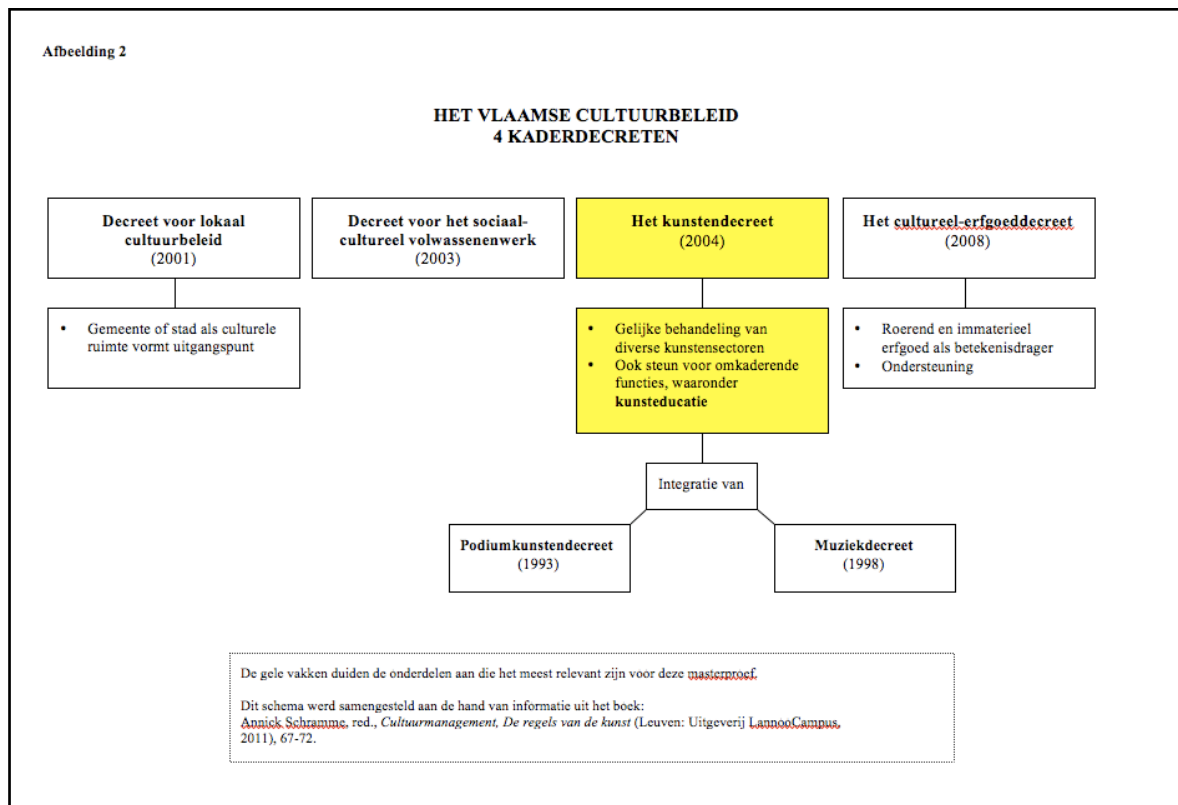 Afbeelding 2
HET VLAAMSE CULTUURBELEID
4 KADERDECRETEN
Decreet voor lokaal
cultuurbeleid
(2001)
Decreet voor het sociaal-
cultureel volwassenenwerk
(2003)
Het kunstendecreet
(2004)
Het cultureel-erfgoeddecreet
(2008)
• Gemeente of stad als culturele
ruimte vormt uitgangspunt
• Gelijke behandeling van
diverse kunstensectoren
• Ook steun voor omkaderende
functies, waaronder
kunsteducatie
• Roerend en immaterieel
erfgoed als betekenisdrager
• Ondersteuning
Integratie van
Podiumkunstendecreet
(1993)
Muziekdecreet
(1998)
De gele vakken duiden de onderdelen aan die het meest relevant zijn voor deze masterproef.
Dit schema werd samengesteld aan de hand van informatie uit het boek:
Annick Schramme, red., Cultuurmanagement, De regels van de kunst (Leuven: Uitgeverij LannooCampus,
2011), 67-72.